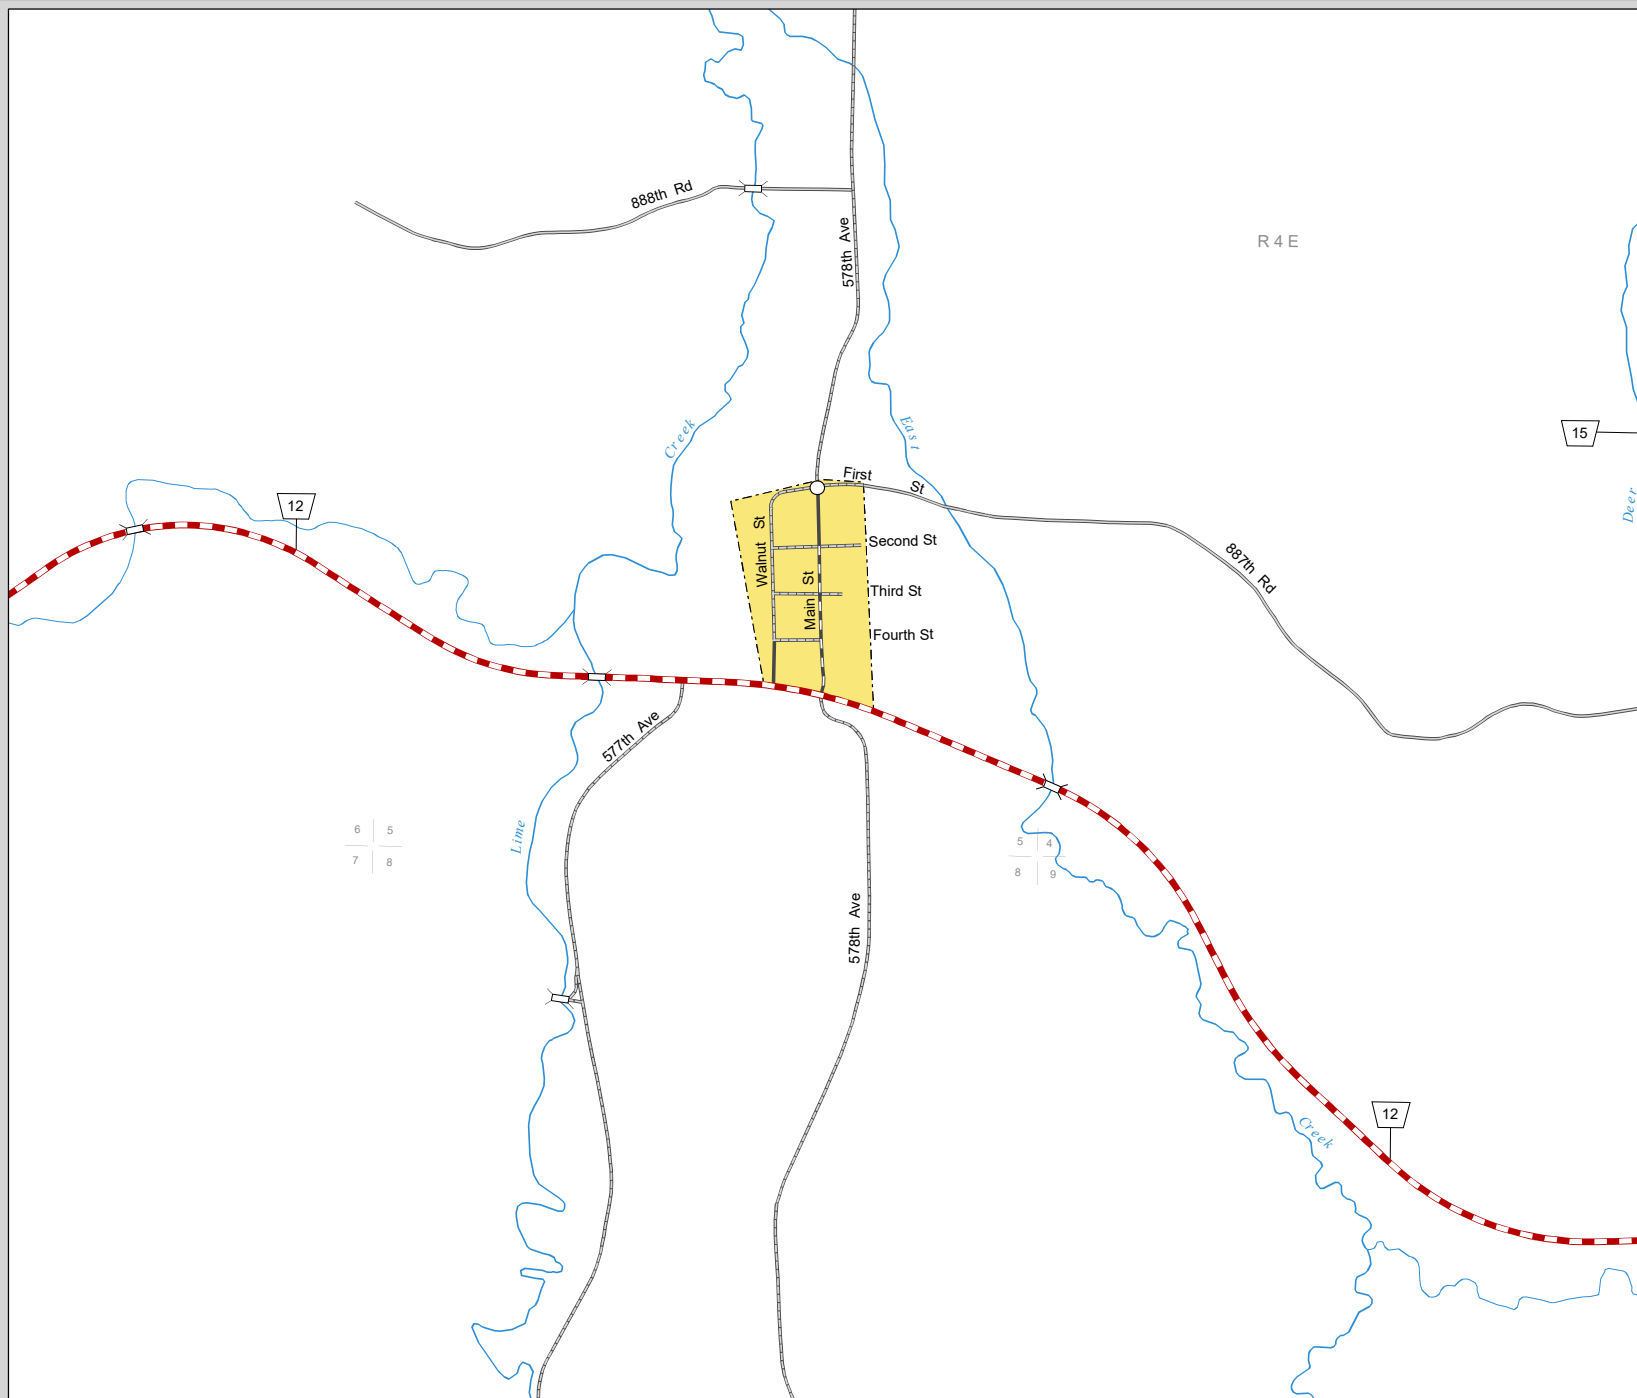 888th Rd
578th Ave
R 4 E
Creek
East
15
First St
12
Deer
Walnut St
Second St
887th Rd
Main St
Third St
Fourth St
577th Ave
Lime
6 5
7 8
5 4
8 9
578th Ave
12
Creek